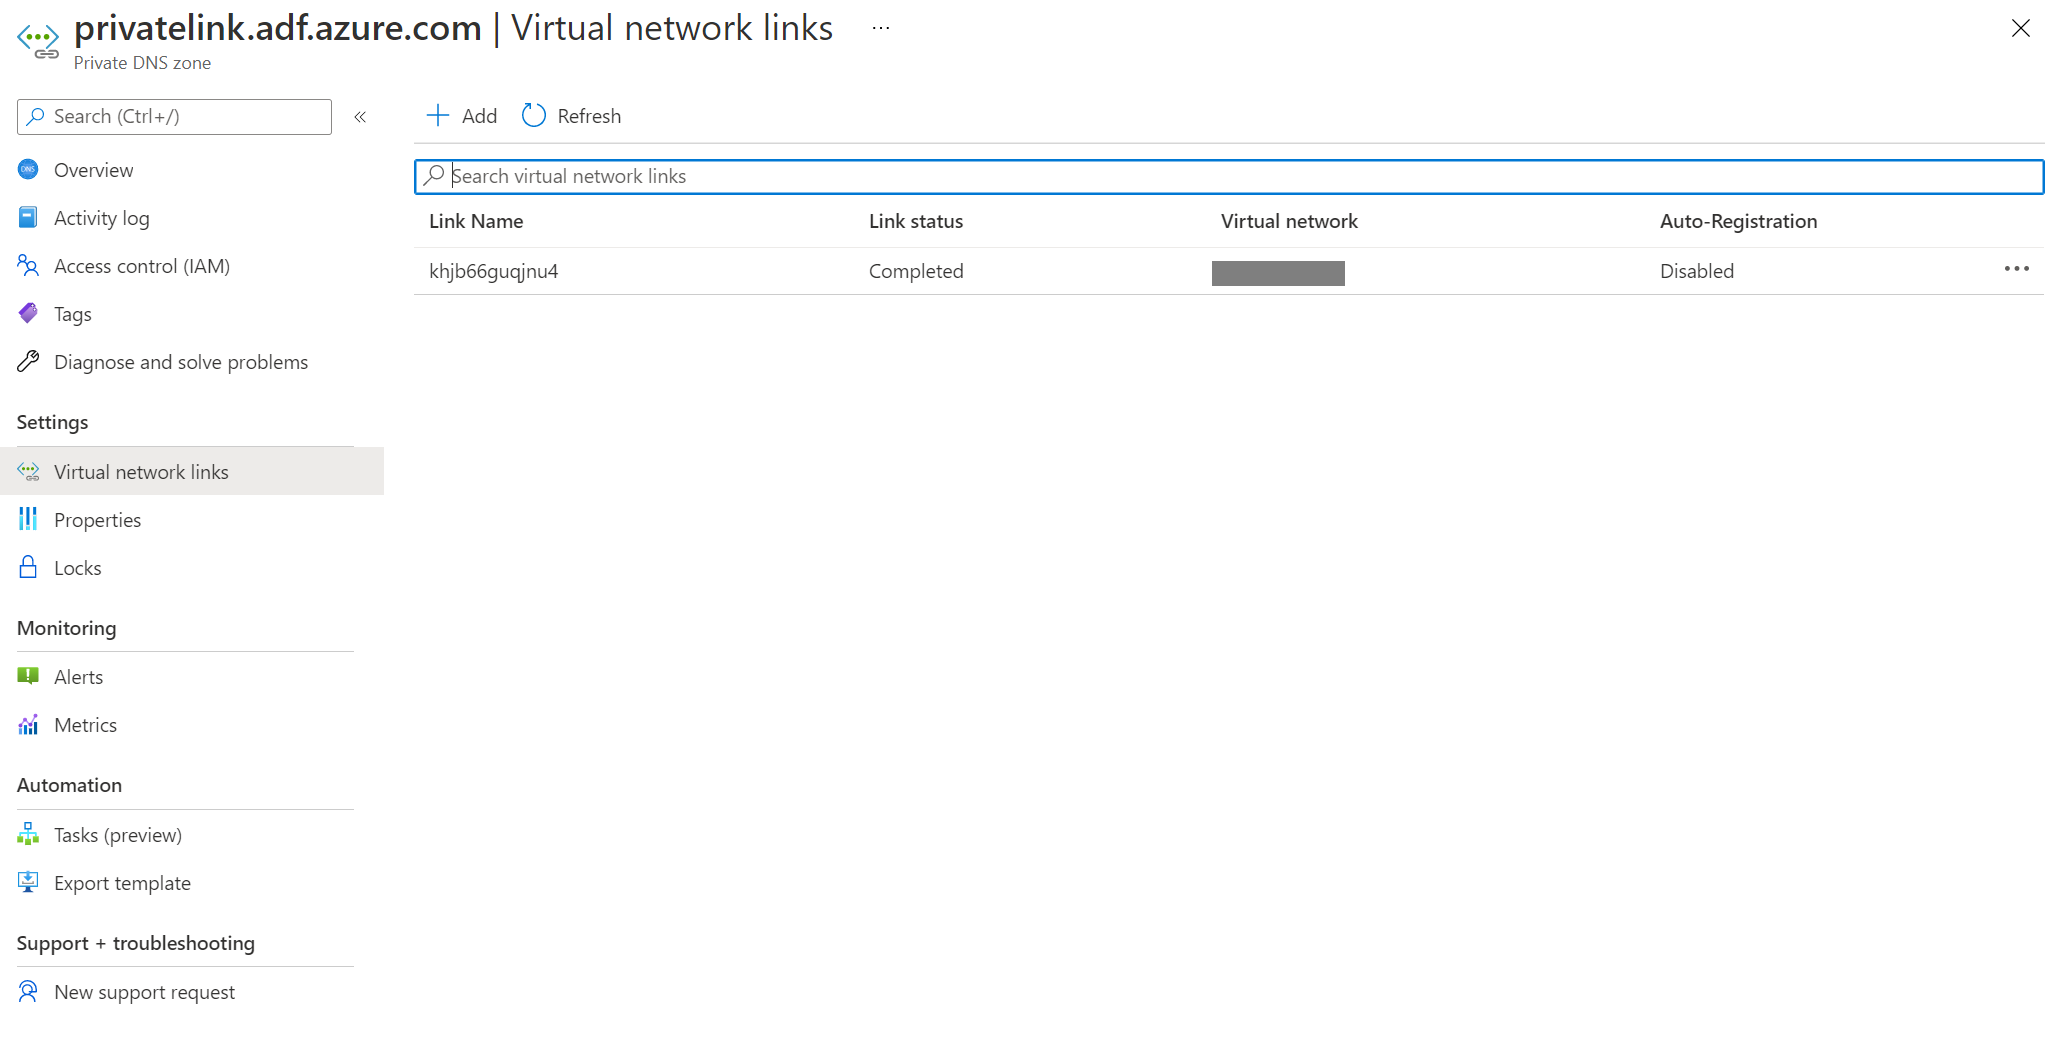 privatelink.adf.azure.com | Virtual network links ...
Private DNS zone
Search (Ctrl+/)
«
Add
Refresh
DNS
Overview
Activity log
Access control (IAM)
Tags
Diagnose and solve problems
Settings
Virtual network links
Properties
Locks
Monitoring
Alerts
Metrics
Automation
Tasks (preview)
Export template
Support + troubleshooting
New support request
Search virtual network links
Link Name Link status Virtual network Auto-Registration
khjb66guqjnu4 Completed Disabled